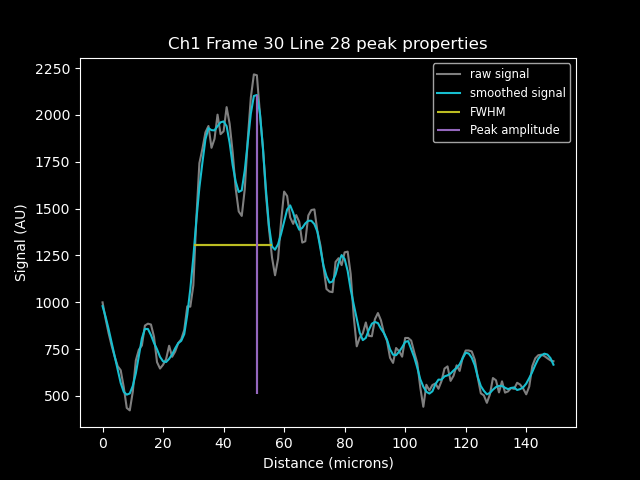 Ch1 Frame 30 Line 28 peak properties
raw signal
smoothed signal
FWHM
Peak amplitude
Signal (AU)
2250
2000
1750
1500
1250
1000
750
500
0 20 40 60 80 100 120 140
Distance (microns)